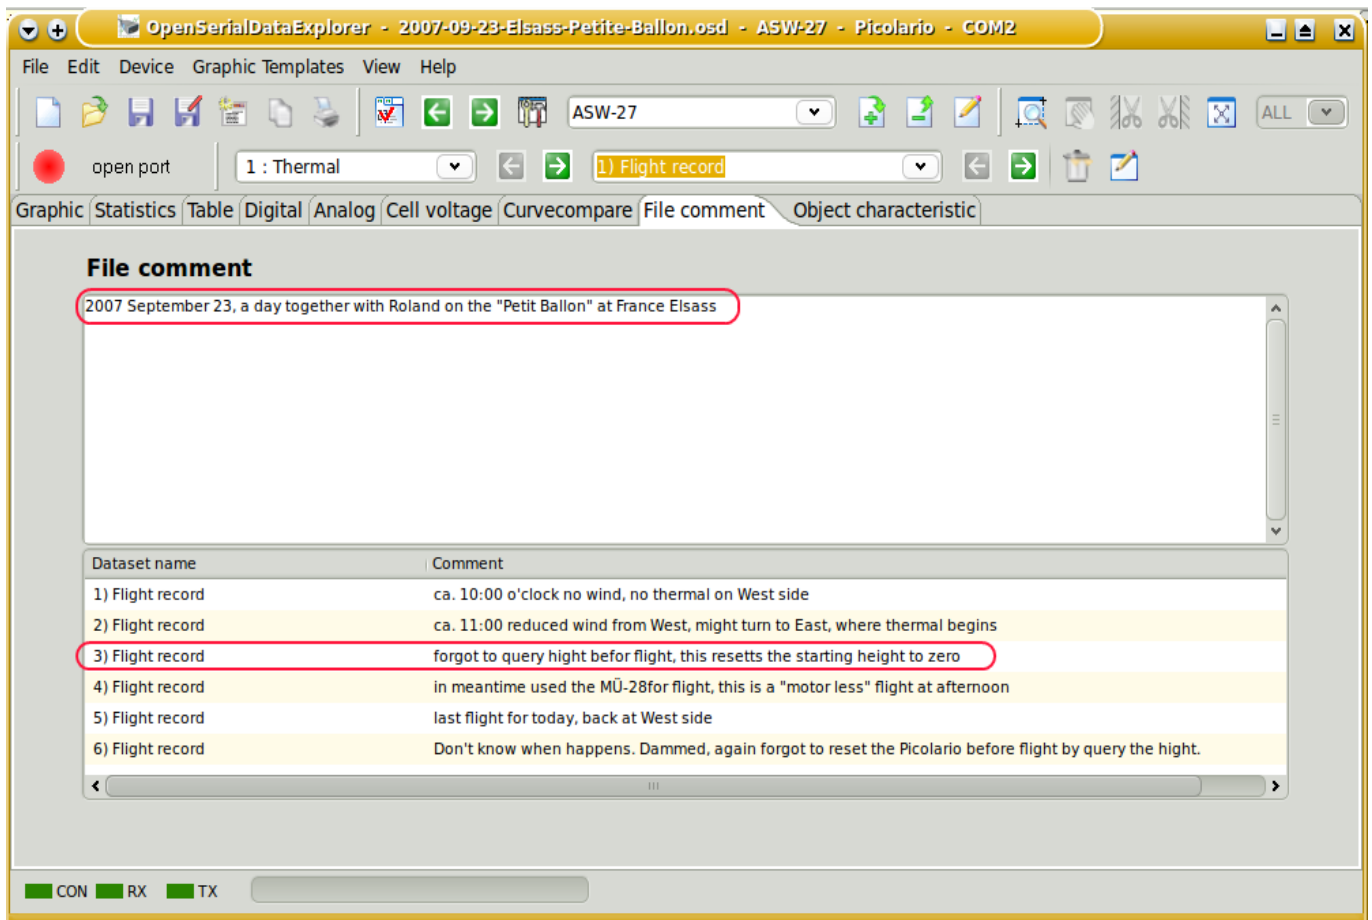 OpenSerialDataExplorer - 2007-09-23-Elsass-Petite-Ballon.osd - ASW-27 - Picolario - COM2
File Edit Device Graphic Templates View Help
ASW-27 ALL
open port 1 : Thermal 1) Flight record
Graphic Statistics Table Digital Analog Cell voltage Curvecompare File comment Object characteristic
File comment
2007 September 23, a day together with Roland on the "Petit Ballon" at France Elsass
Dataset name Comment
1) Flight record ca. 10:00 o'clock no wind, no thermal on West side
2) Flight record ca. 11:00 reduced wind from West, might turn to East, where thermal begins
3) Flight record forgot to query hight befor flight, this resetts the starting height to zero
4) Flight record in meantime used the MÜ-28for flight, this is a "motor less" flight at afternoon
5) Flight record last flight for today, back at West side
6) Flight record Don't know when happens. Dammed, again forgot to reset the Picolario before flight by query the hight.
CON RX TX